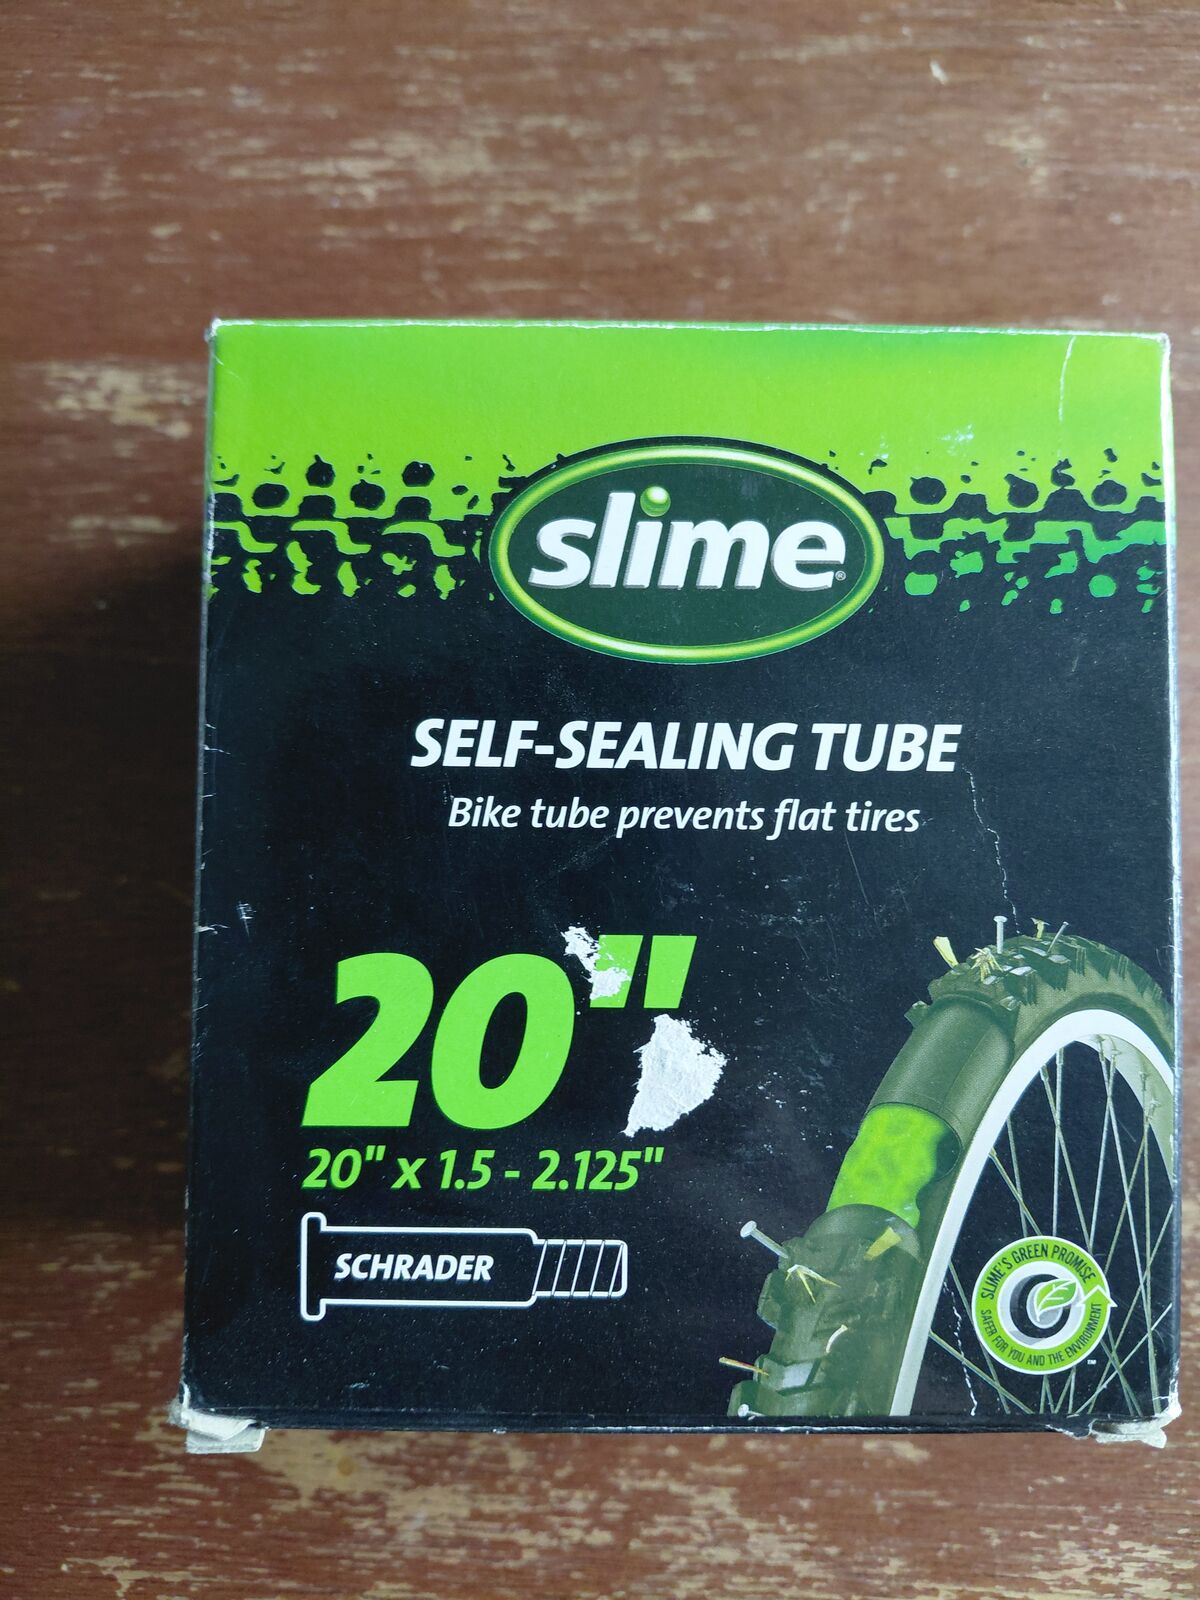 slime®
SELF-SEALING TUBE
Bike tube prevents flat tires
20"
20" x 1.5 - 2.125"
SCHRADER
SLIME'S GREEN PROMISE
SAFER FOR YOU AND THE ENVIRONMENT
TM